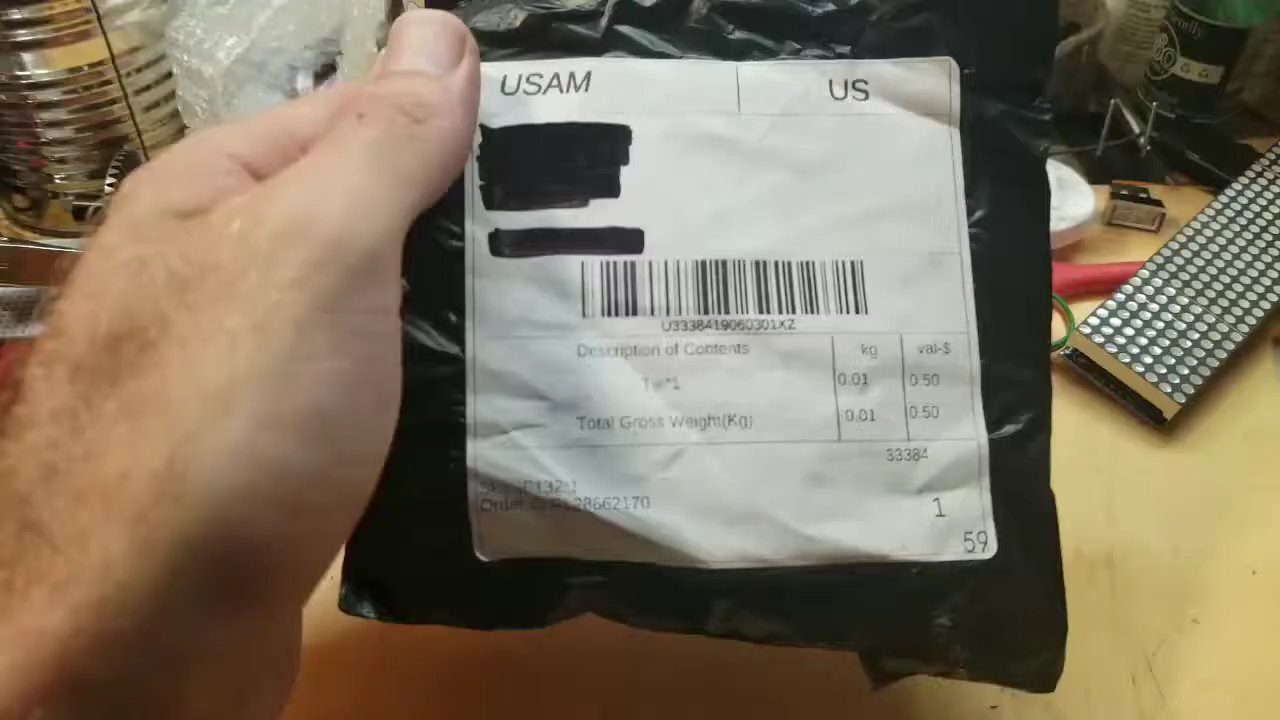 USAM US
U3338419060301XZ
Description of Contents kg val-$
0.01 0.50
Total Gross Weight(Kg) 0.01 0.50
33384
1
59